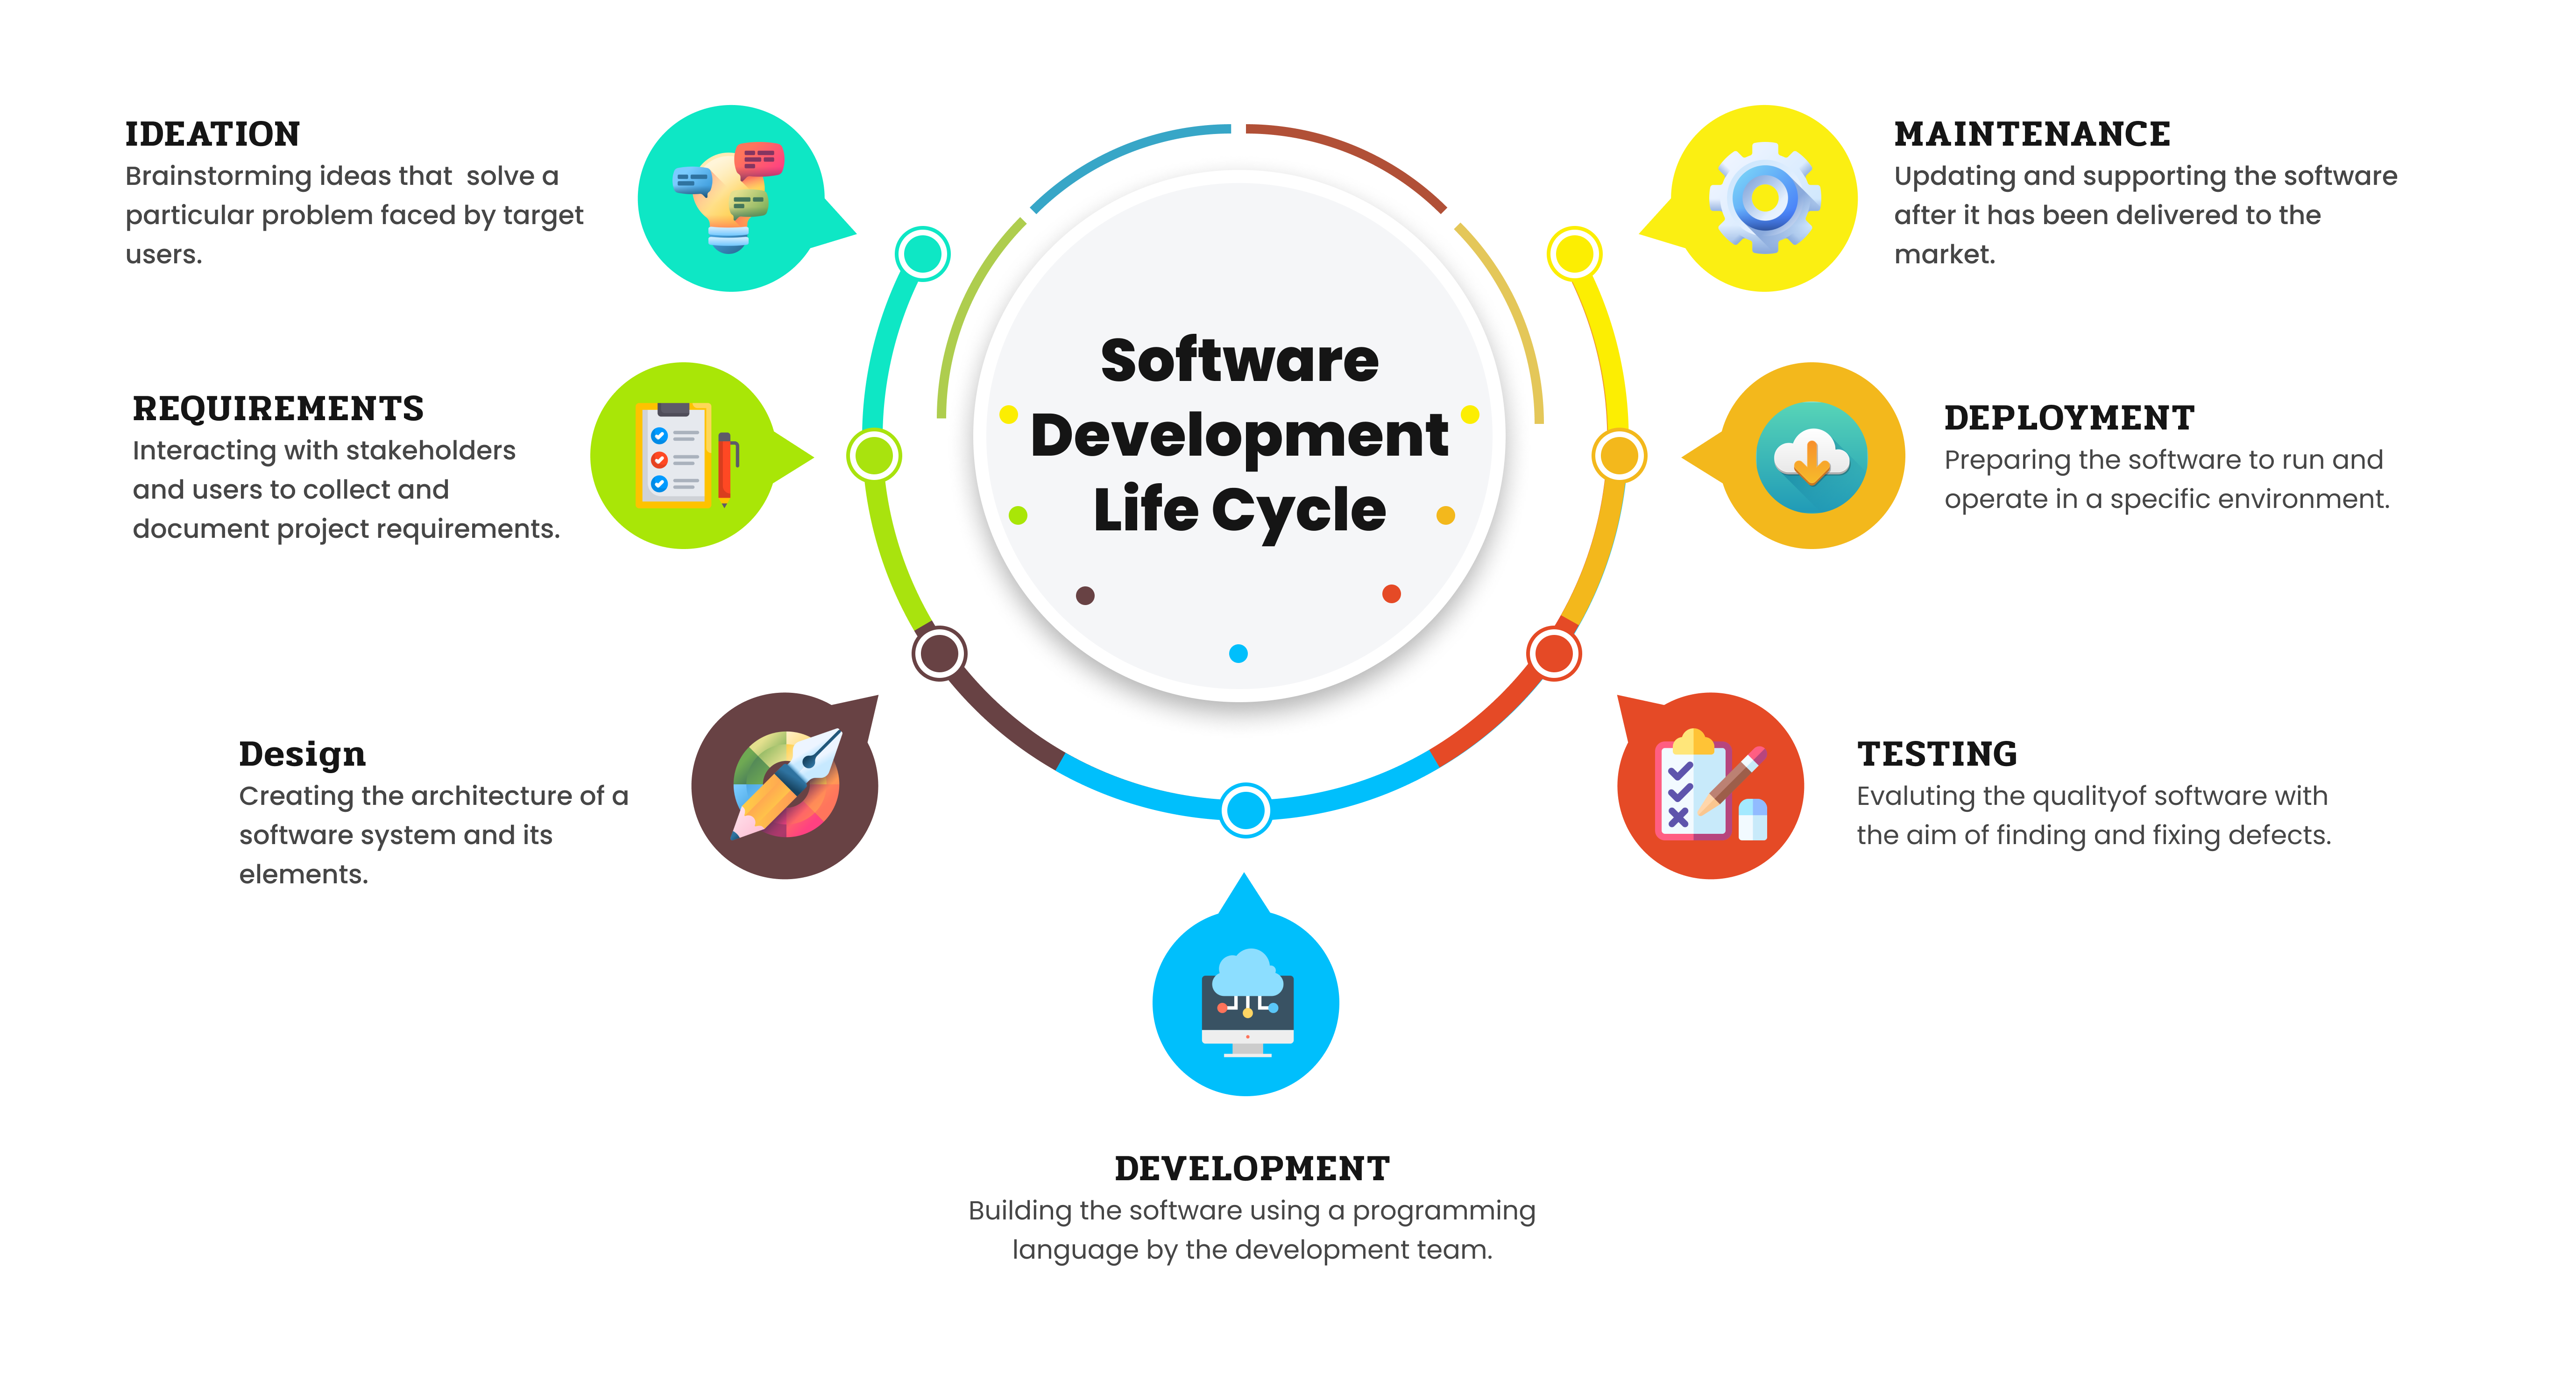 Software
Development
Life Cycle
IDEATION
Brainstorming ideas that  solve a
particular problem faced by target
users.
REQUIREMENTS
Interacting with stakeholders
and users to collect and
document project requirements.
Design
Creating the architecture of a
software system and its
elements.
DEVELOPMENT
Building the software using a programming
language by the development team.
TESTING
Evaluting the qualityof software with
the aim of finding and fixing defects.
DEPLOYMENT
Preparing the software to run and
operate in a specific environment.
MAINTENANCE
Updating and supporting the software
after it has been delivered to the
market.